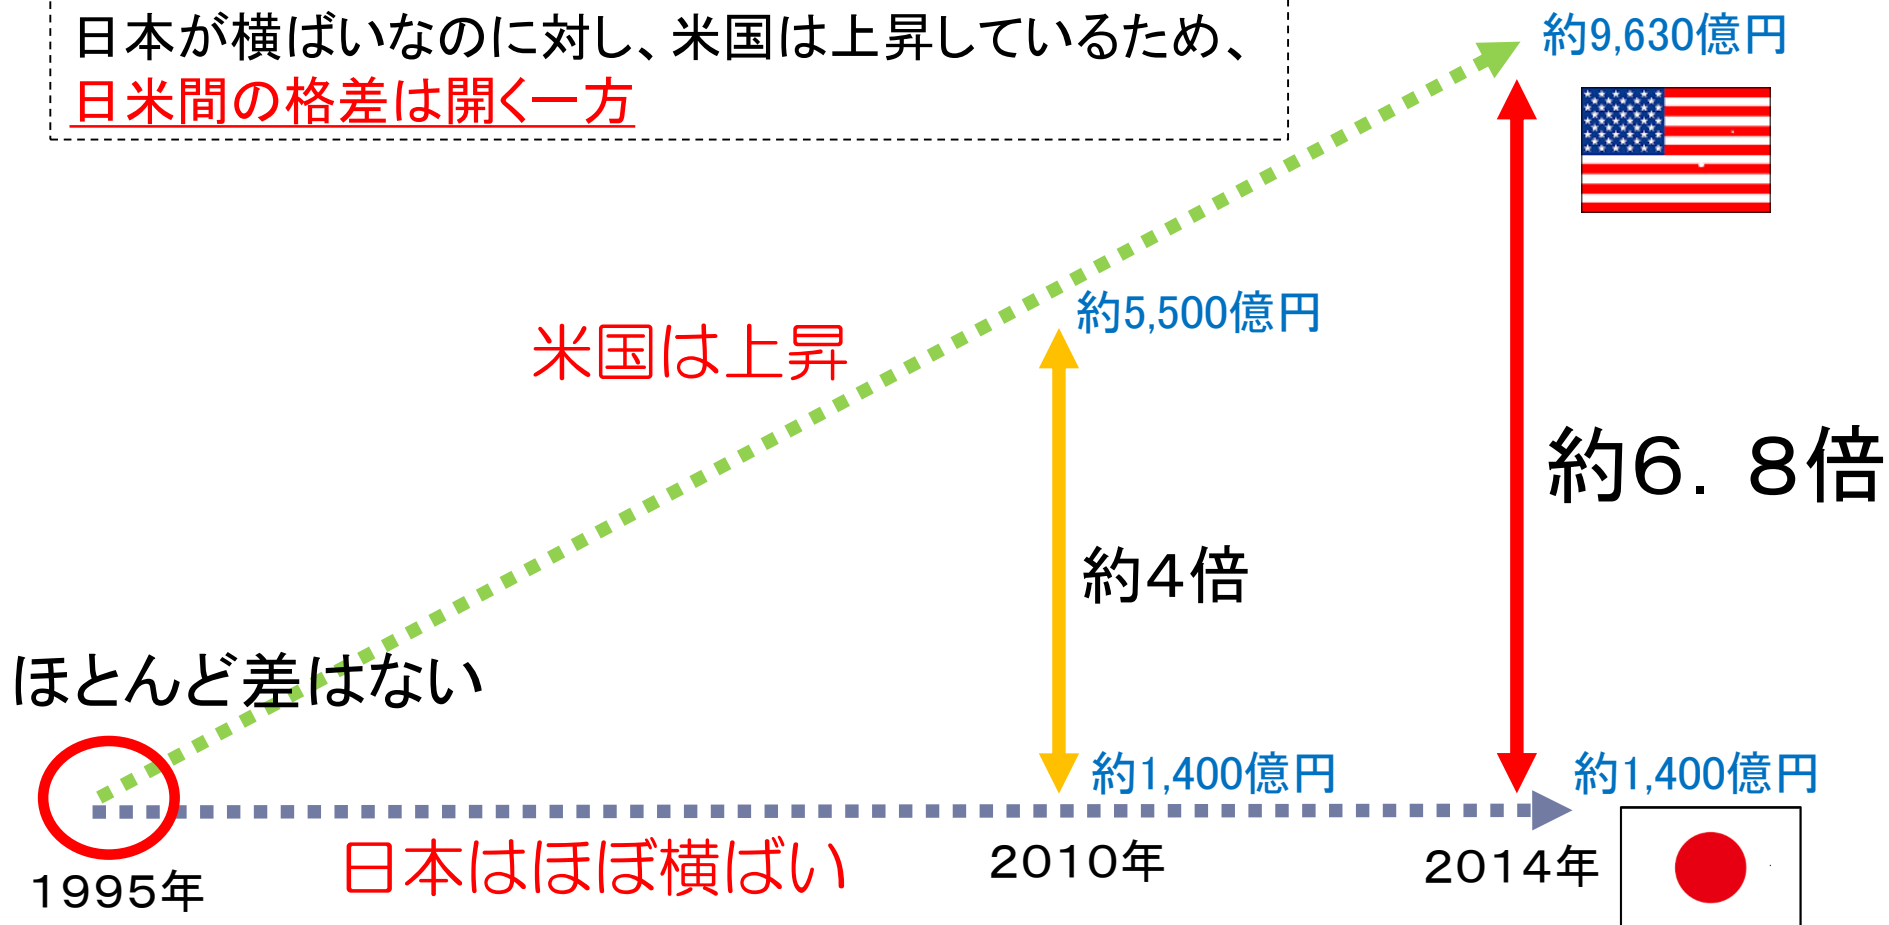 日本が横ばいなのに対し、米国は上昇しているため、
日米間の格差は開く一方
約9,630億円
米国は上昇
約5,500億円
約6．8倍
約4倍
ほとんど差はない
約1,400億円
約1,400億円
日本はほぼ横ばい
1995年
2010年
2014年